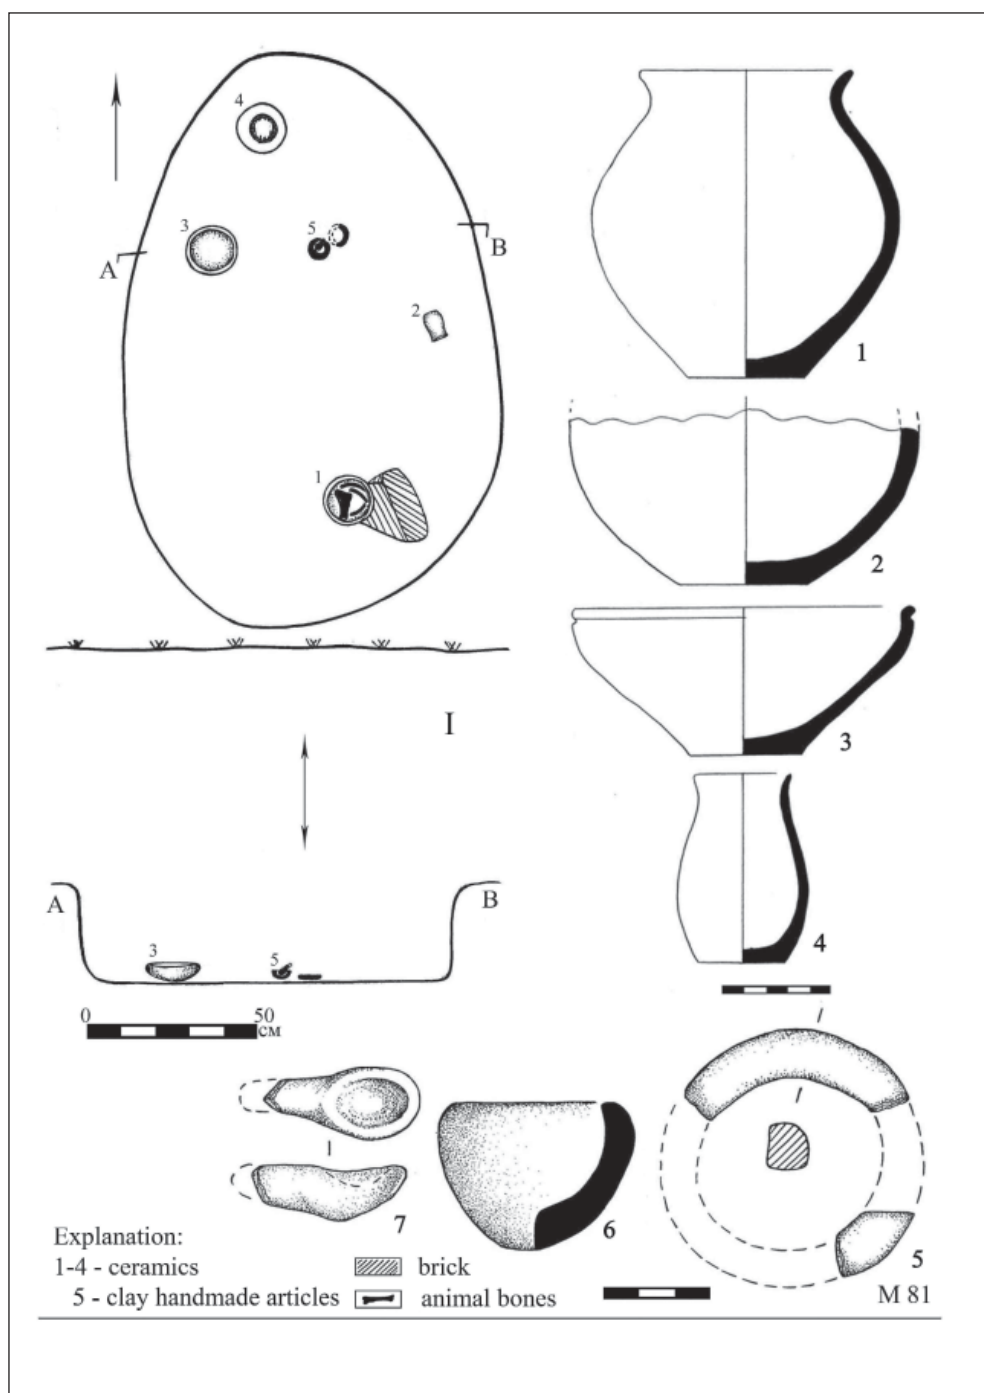 4
3
5
A
B
2
1
1
2
3
I
4
A
B
3
5
0 50
см
7
6
5
Explanation:
1-4 - ceramics
brick
5 - clay handmade articles
animal bones
M 81